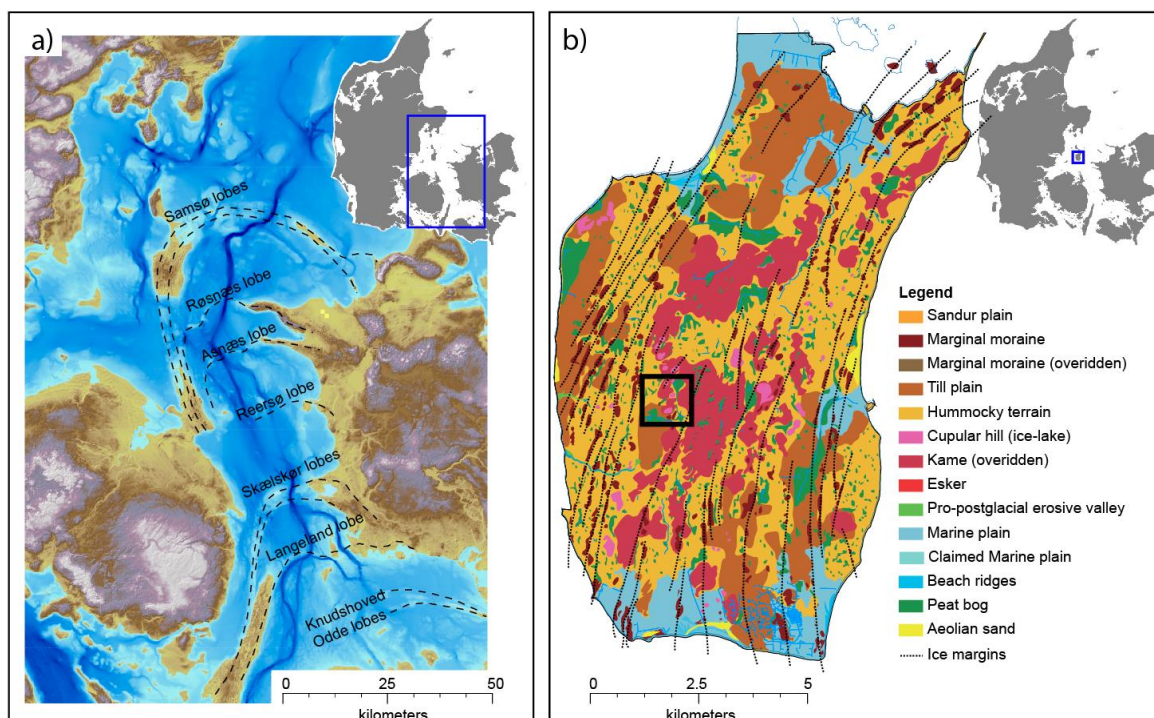 a)
Samsø lobes
Røsnæs lobe
Asnæs lobe
Reersø lobe
Skælskør lobes
Langeland lobe
Knudshoved
Odde lobes
0 20 50
kilometers
b)
Legend
Sandur plain
Marginal moraine
Marginal moraine (overidden)
Till plain
Hummocky terrain
Cupular hill (ice-lake)
Kame (overidden)
Esker
Pro-postglacial erosive valley
Marine plain
Claimed Marine plain
Beach ridges
Peat bog
Aeolian sand
Ice margins
0 2.5 5
kilometers